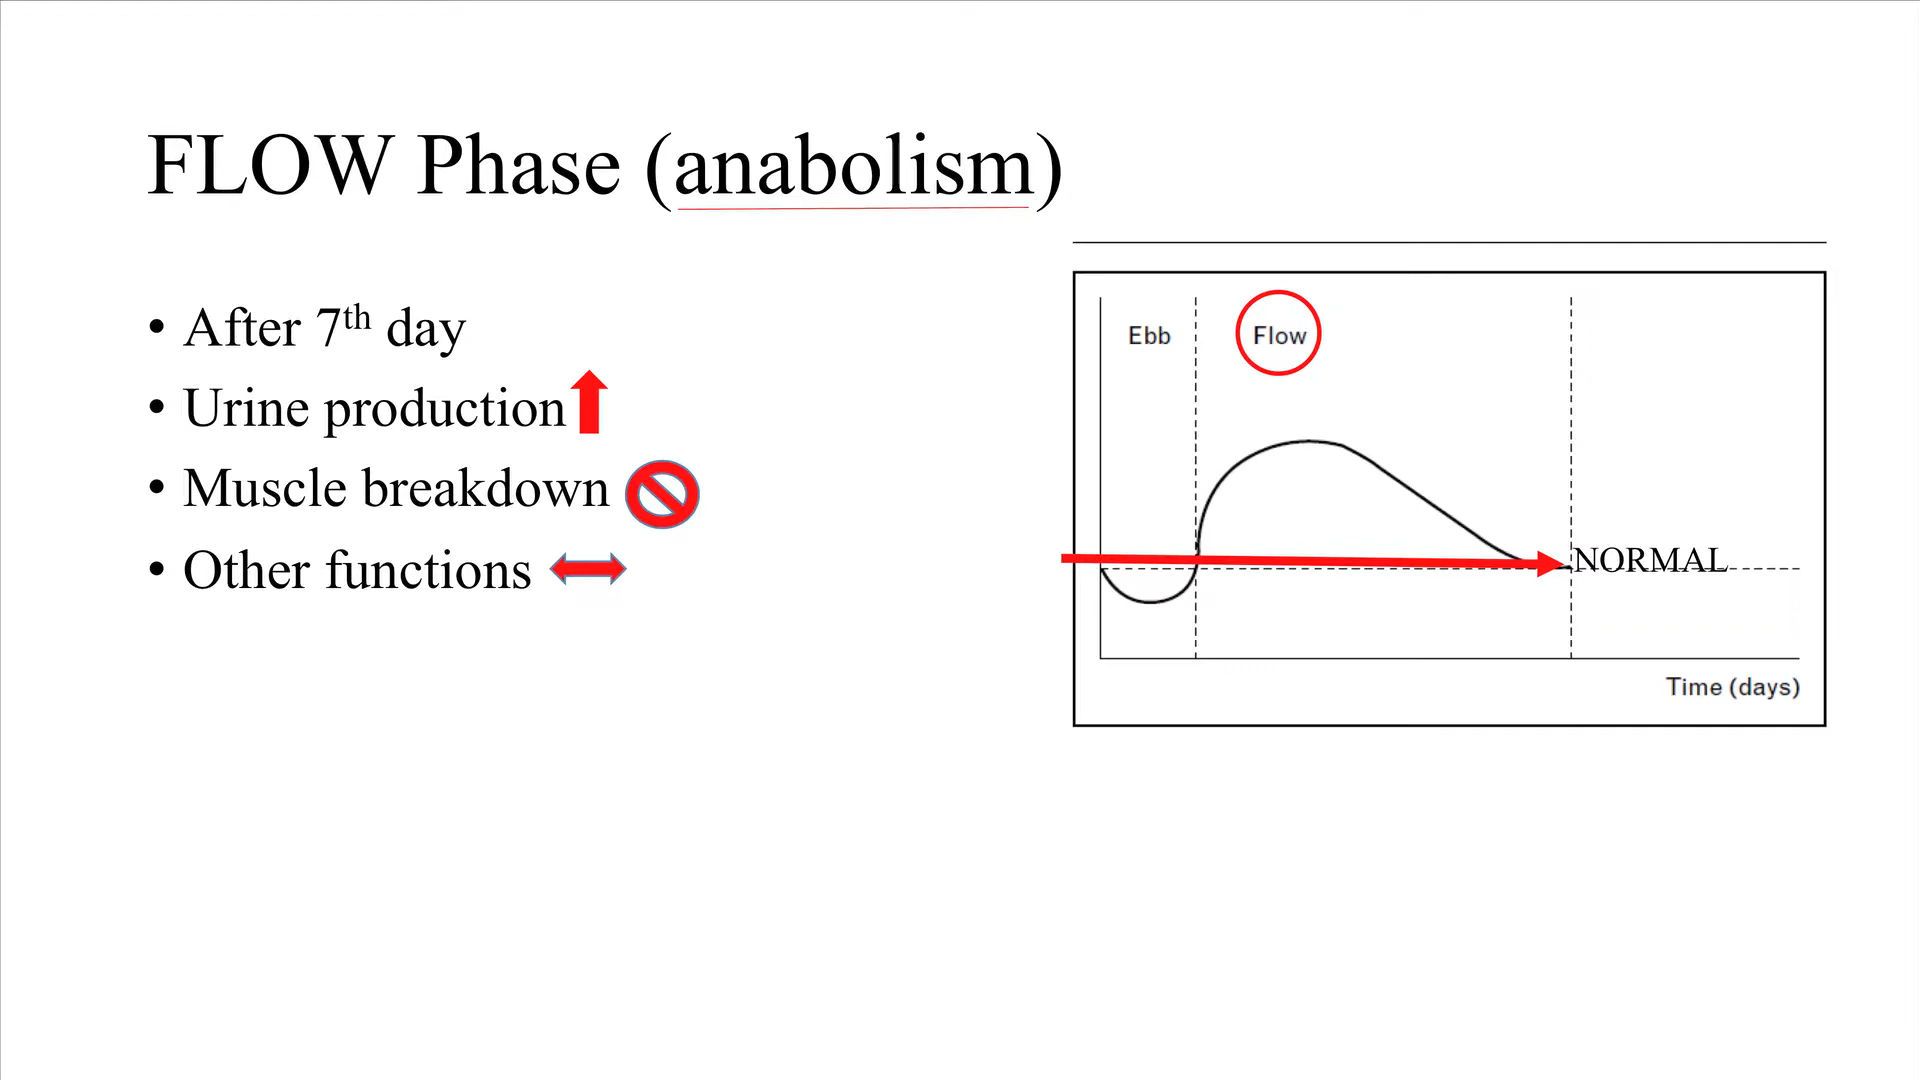 FLOW Phase (anabolism)
• After 7th day
• Urine production
• Muscle breakdown
• Other functions
Ebb
Flow
NORMAL
Time (days)